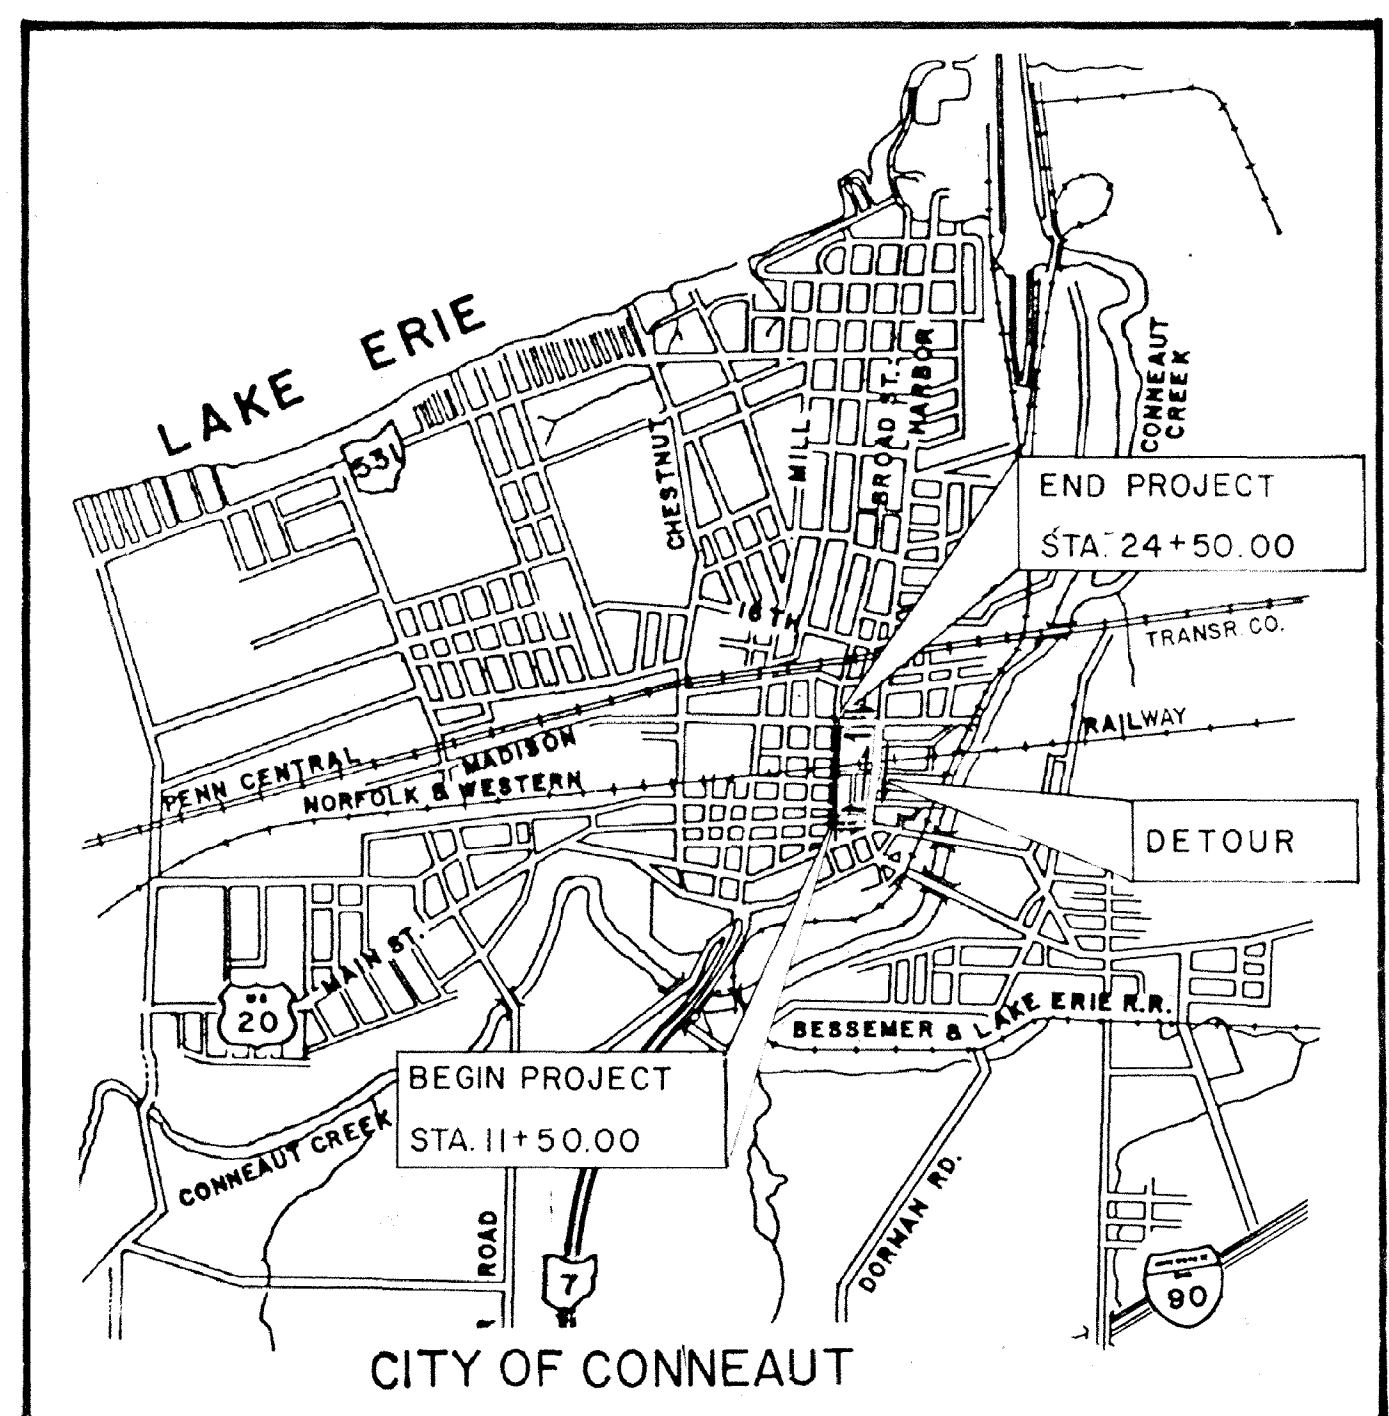 LAKE ERIE
531
CHESTNUT
MILL
BROAD ST.
HARBOR
CONNEAUT
CREEK
END PROJECT
STA. 24+50.00
16TH
TRANSR. CO.
RAILWAY
PENN CENTRAL
MADISON
NORFOLK & WESTERN
DETOUR
MAIN ST.
US
20
BESSEMER & LAKE ERIE R.R.
BEGIN PROJECT
STA. 11+50.00
CONNEAUT CREEK
ROAD
7
DORMAN RD.
90
CITY OF CONNEAUT